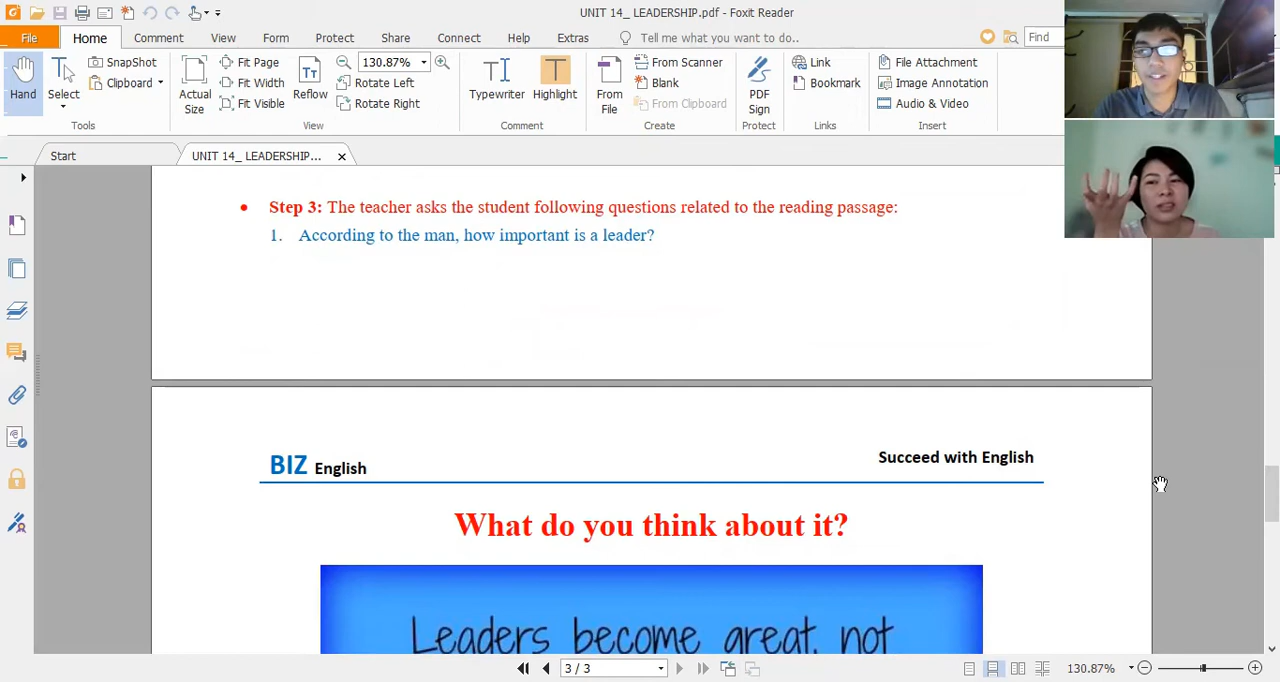 UNIT 14_ LEADERSHIP.pdf - Foxit Reader
File Home Comment View Form Protect Share Connect Help Extras Tell me what you want to do.. Find
Hand
Select
SnapShot
Clipboard
Tools
Actual Size
Fit Page
Fit Width
Fit Visible
Reflow
130.87%
Rotate Left
Rotate Right
View
Typewriter
Highlight
Comment
From File
From Scanner
Blank
From Clipboard
Create
PDF Sign
Protect
Link
Bookmark
Links
File Attachment
Image Annotation
Audio & Video
Insert
Start
UNIT 14_ LEADERSHIP...
• Step 3: The teacher asks the student following questions related to the reading passage:
1. According to the man, how important is a leader?
BIZ English
Succeed with English
What do you think about it?
Leaders become great, not
3 / 3
130.87%